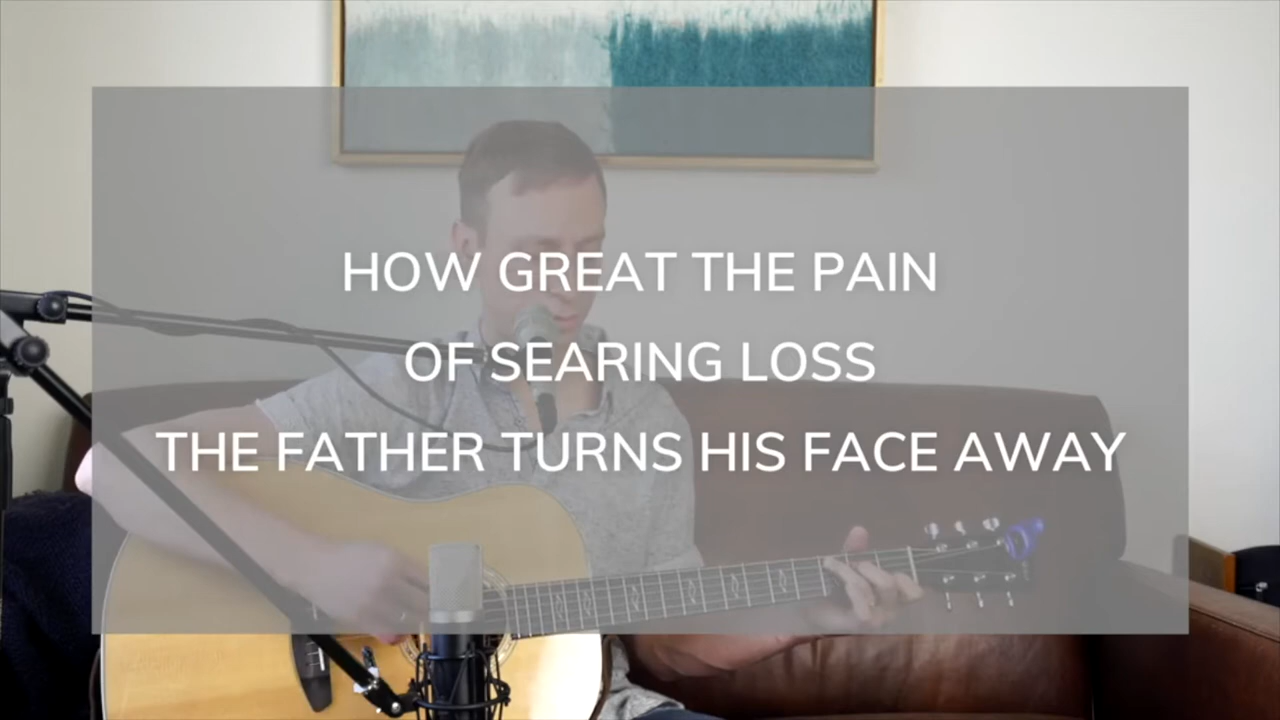 HOW GREAT THE PAIN
OF SEARING LOSS
THE FATHER TURNS HIS FACE AWAY